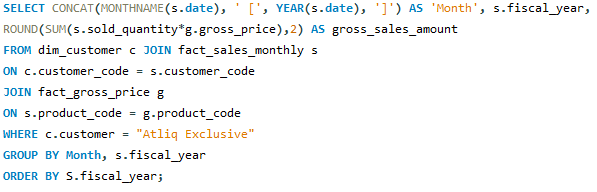 SELECT CONCAT(MONTHNAME(s.date), ' [', YEAR(s.date), ']') AS 'Month', s.fiscal_year,
ROUND(SUM(s.sold_quantity*g.gross_price),2) AS gross_sales_amount
FROM dim_customer c JOIN fact_sales_monthly s
ON c.customer_code = s.customer_code
JOIN fact_gross_price g
ON s.product_code = g.product_code
WHERE c.customer = "Atliq Exclusive"
GROUP BY Month, s.fiscal_year
ORDER BY S.fiscal_year;